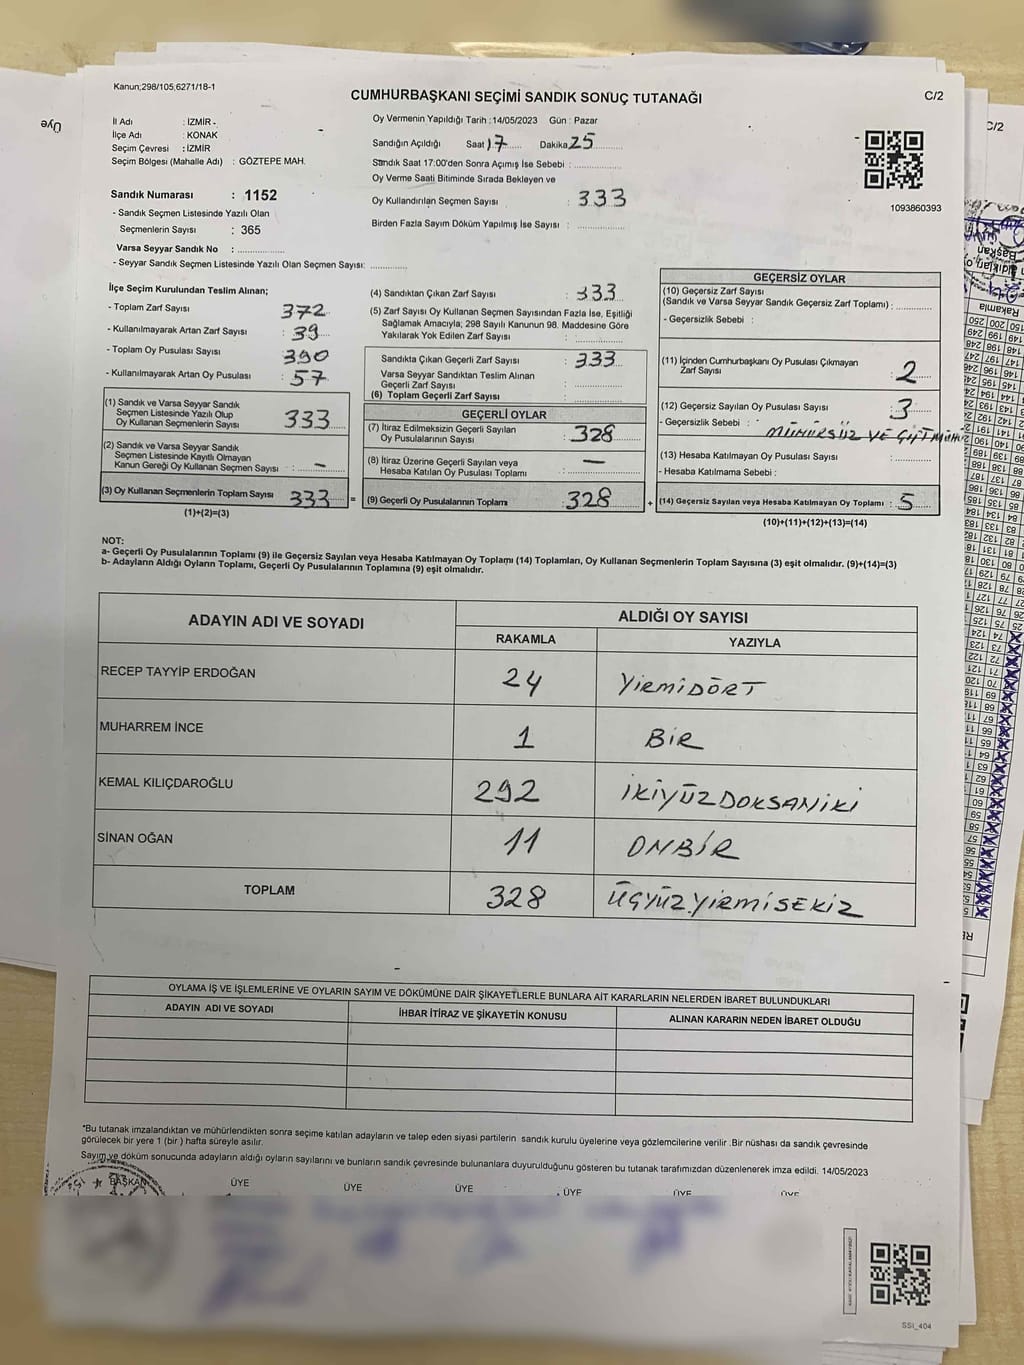 Kanun;298/105,6271/18-1
CUMHURBAŞKANI SEÇİMİ SANDIK SONUÇ TUTANAĞI
C/2
İl Adı : İZMİR -
İlçe Adı : KONAK
Seçim Çevresi : İZMİR
Seçim Bölgesi (Mahalle Adı) : GÖZTEPE MAH.
Oy Vermenin Yapıldığı Tarih :14/05/2023 Gün : Pazar
Sandığın Açıldığı Saat 17 Dakika 25
Sandık Saat 17:00'den Sonra Açımış İse Sebebi :
Oy Verme Saati Bitiminde Sırada Bekleyen ve
Oy Kullandırılan Seçmen Sayısı : 333
Birden Fazla Sayım Döküm Yapılmış İse Sayısı :
1093860393
Sandık Numarası : 1152
- Sandık Seçmen Listesinde Yazılı Olan
Seçmenlerin Sayısı : 365
Varsa Seyyar Sandık No :
- Seyyar Sandık Seçmen Listesinde Yazılı Olan Seçmen Sayısı:
İlçe Seçim Kurulundan Teslim Alınan;
- Toplam Zarf Sayısı : 372
- Kullanılmayarak Artan Zarf Sayısı : 39
- Toplam Oy Pusulası Sayısı : 390
- Kullanılmayarak Artan Oy Pusulası : 57
(1) Sandık ve Varsa Seyyar Sandık
Seçmen Listesinde Yazılı Olup
Oy Kullanan Seçmenlerin Sayısı : 333
(2) Sandık ve Varsa Seyyar Sandık
Seçmen Listesinde Kayıtlı Olmayan
Kanun Gereği Oy Kullanan Seçmen Sayısı : –
(3) Oy Kullanan Seçmenlerin Toplam Sayısı 333 =
(1)+(2)=(3)
(4) Sandıktan Çıkan Zarf Sayısı : 333
(5) Zarf Sayısı Oy Kullanan Seçmen Sayısından Fazla İse, Eşitliği
Sağlamak Amacıyla; 298 Sayılı Kanunun 98. Maddesine Göre
Yakılarak Yok Edilen Zarf Sayısı :
Sandıkta Çıkan Geçerli Zarf Sayısı : 333
Varsa Seyyar Sandıktan Teslim Alınan
Geçerli Zarf Sayısı :
(6) Toplam Geçerli Zarf Sayısı :
GEÇERLİ OYLAR
(7) İtiraz Edilmeksizin Geçerli Sayılan
Oy Pusulalarının Sayısı : 328
(8) İtiraz Üzerine Geçerli Sayılan veya
Hesaba Katılan Oy Pusulası Toplamı : –
(9) Geçerli Oy Pusulalarının Toplamı : 328 +
GEÇERSİZ OYLAR
(10) Geçersiz Zarf Sayısı
(Sandık ve Varsa Seyyar Sandık Geçersiz Zarf Toplamı) :
- Geçersizlik Sebebi :
(11) İçinden Cumhurbaşkanı Oy Pusulası Çıkmayan
Zarf Sayısı : 2
(12) Geçersiz Sayılan Oy Pusulası Sayısı : 3
- Geçersizlik Sebebi : MÜHÜRSÜZ VE ÇİFT MÜHÜR
(13) Hesaba Katılmayan Oy Pusulası Sayısı :
- Hesaba Katılmama Sebebi :
(14) Geçersiz Sayılan veya Hesaba Katılmayan Oy Toplamı : 5
(10)+(11)+(12)+(13)=(14)
NOT:
a- Geçerli Oy Pusulalarının Toplamı (9) ile Geçersiz Sayılan veya Hesaba Katılmayan Oy Toplamı (14) Toplamları, Oy Kullanan Seçmenlerin Toplam Sayısına (3) eşit olmalıdır. (9)+(14)=(3)
b- Adayların Aldığı Oyların Toplamı, Geçerli Oy Pusulalarının Toplamına (9) eşit olmalıdır.
ADAYIN ADI VE SOYADI
ALDIĞI OY SAYISI
RAKAMLA YAZIYLA
RECEP TAYYİP ERDOĞAN 24 YİRMİDÖRT
MUHARREM İNCE 1 BİR
KEMAL KILIÇDAROĞLU 292 İKİYÜZDOKSANİKİ
SİNAN OĞAN 11 ONBİR
TOPLAM 328 ÜÇYÜZYİRMİSEKİZ
OYLAMA İŞ VE İŞLEMLERİNE VE OYLARIN SAYIM VE DÖKÜMÜNE DAİR ŞİKAYETLERLE BUNLARA AİT KARARLARIN NELERDEN İBARET BULUNDUKLARI
ADAYIN ADI VE SOYADI İHBAR İTİRAZ VE ŞİKAYETİN KONUSU ALINAN KARARIN NEDEN İBARET OLDUĞU
*Bu tutanak imzalandıktan ve mühürlendikten sonra seçime katılan adayların ve talep eden siyasi partilerin sandık kurulu üyelerine veya gözlemcilerine verilir .Bir nüshası da sandık çevresinde
görülecek bir yere 1 (bir ) hafta süreyle asılır.
Sayım ve döküm sonucunda adayların aldığı oyların sayılarını ve bunların sandık çevresinde bulunanlara duyurulduğunu gösteren bu tutanak tarafımızdan düzenlenerek imza edildi. 14/05/2023
BAŞKAN ÜYE ÜYE ÜYE ÜYE ÜYE ÜYE
SSI_404
Üye
C/2
Başkan
Rakamla